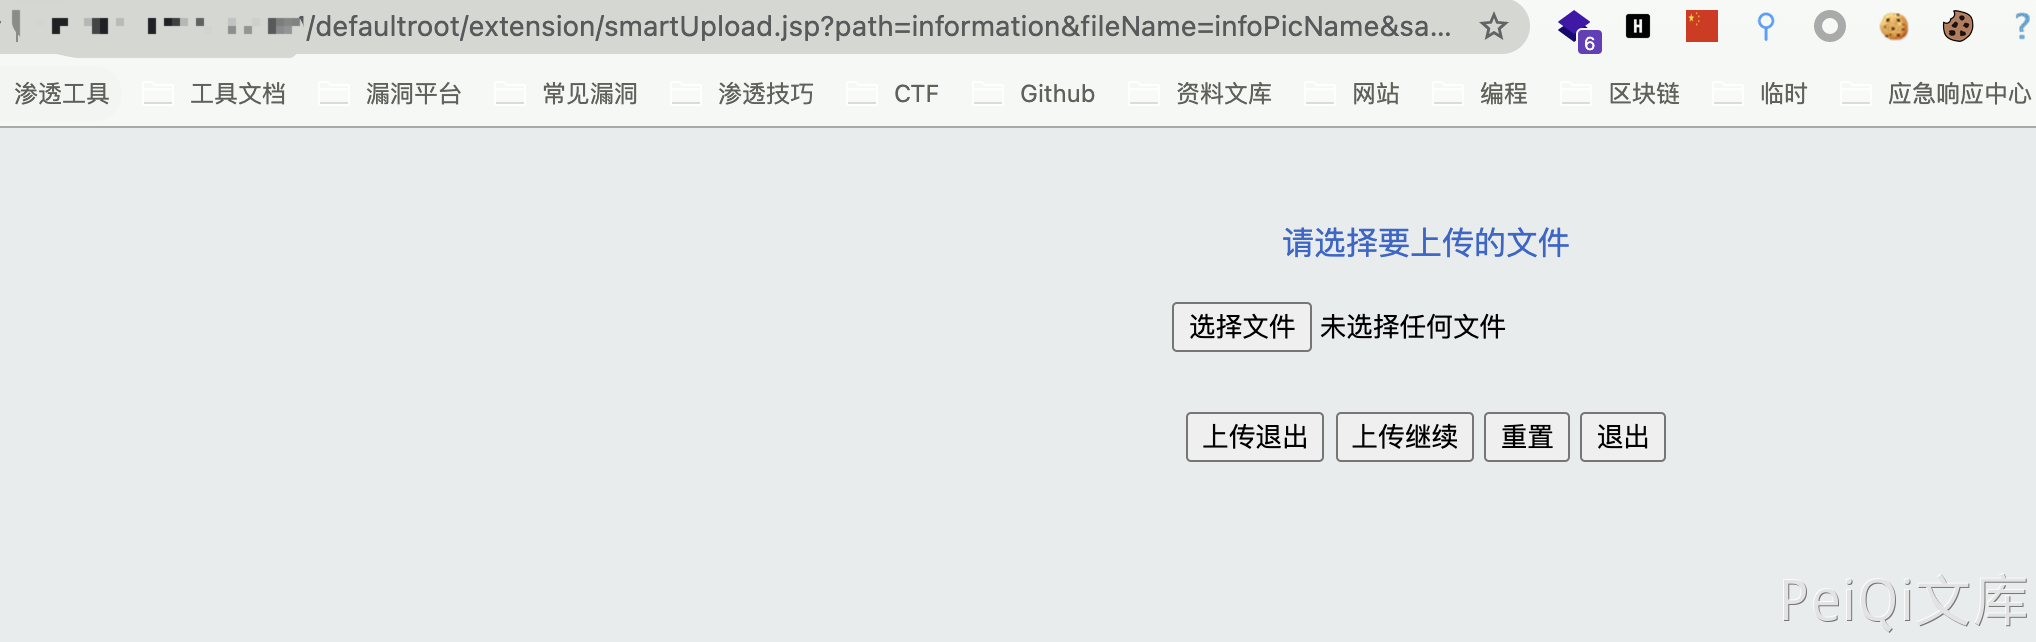 /defaultroot/extension/smartUpload.jsp?path=information&fileName=infoPicName&sa...
6 H ?
渗透工具 工具文档 漏洞平台 常见漏洞 渗透技巧 CTF Github 资料文库 网站 编程 区块链 临时 应急响应中心
请选择要上传的文件
选择文件 未选择任何文件
上传退出 上传继续 重置 退出
PeiQi文库